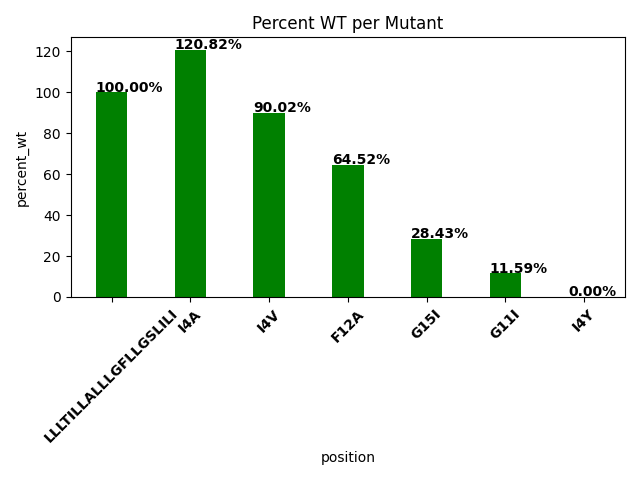 Percent WT per Mutant
percent_wt
120
100
80
60
40
20
0
100.00%
120.82%
90.02%
64.52%
28.43%
11.59%
0.00%
LLLTILLALLLGFLLGSLILI
I4A
I4V
F12A
G15I
G11I
I4Y
position